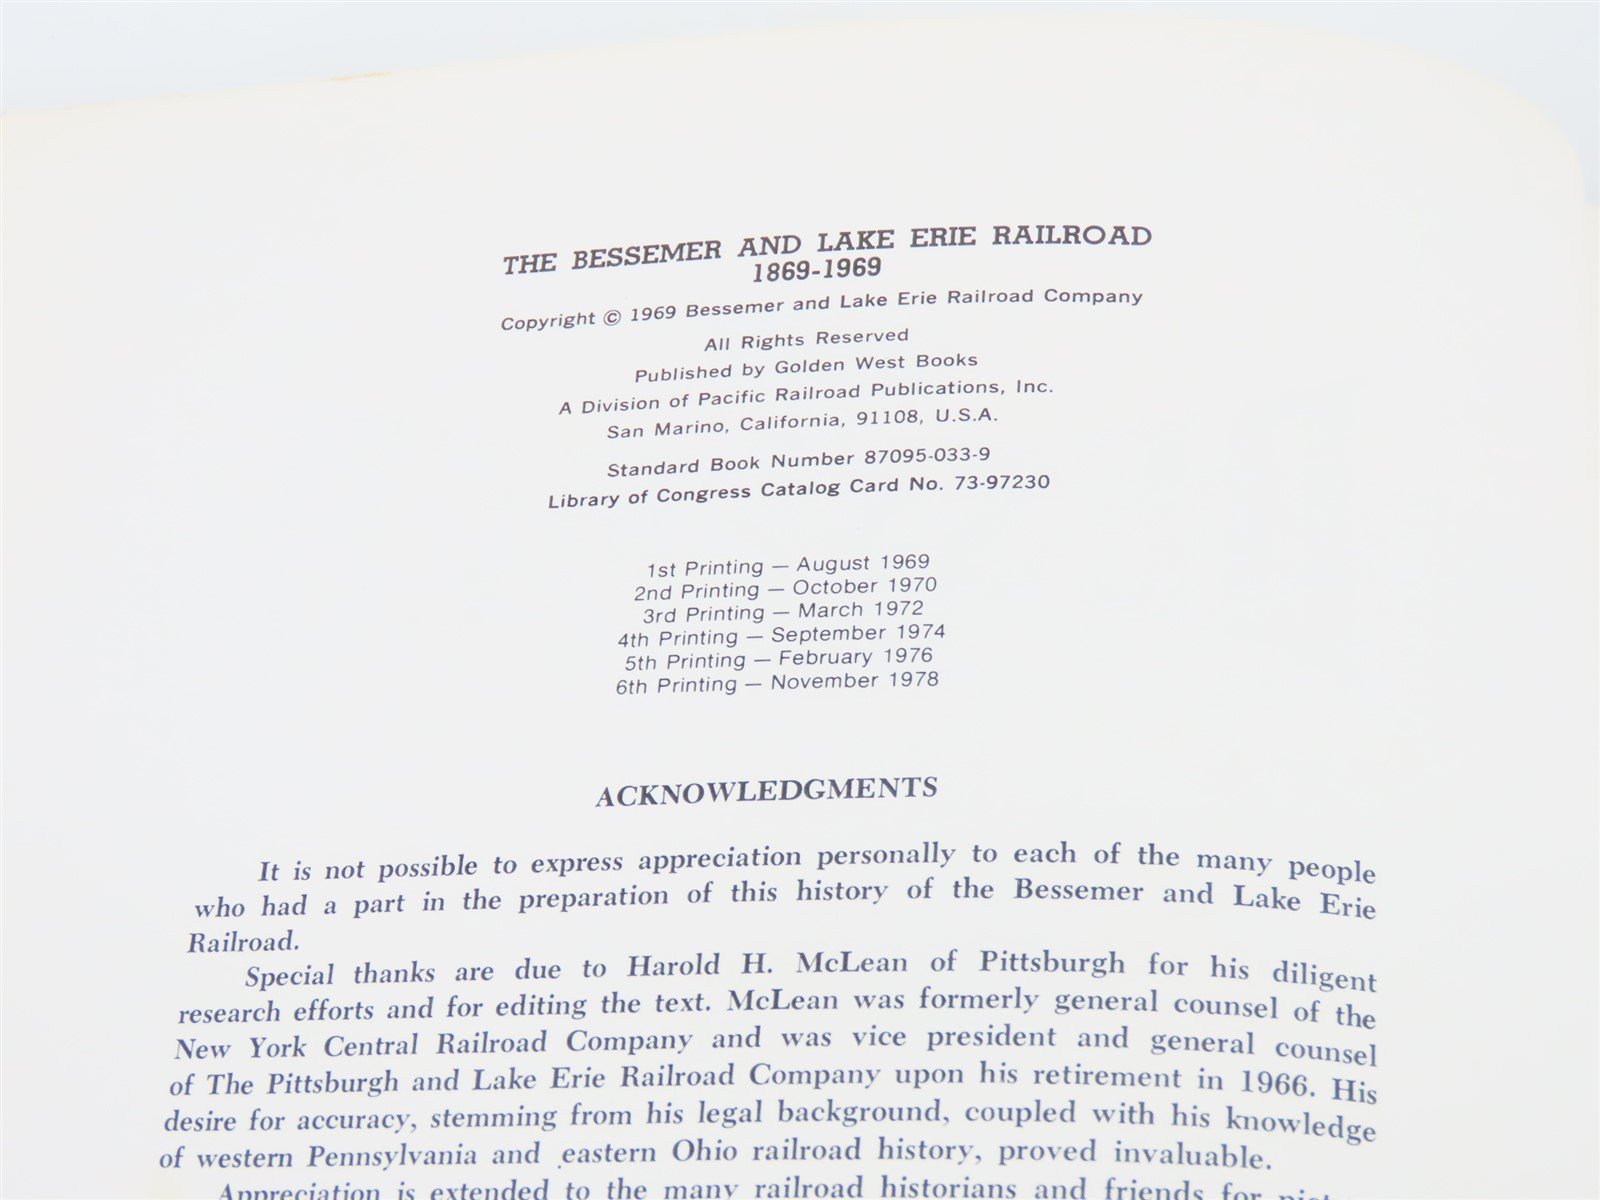 THE BESSEMER AND LAKE ERIE RAILROAD
1869-1969
Copyright © 1969 Bessemer and Lake Erie Railroad Company
All Rights Reserved
Published by Golden West Books
A Division of Pacific Railroad Publications, Inc.
San Marino, California, 91108, U.S.A.
Standard Book Number 87095-033-9
Library of Congress Catalog Card No. 73-97230
1st Printing — August 1969
2nd Printing — October 1970
3rd Printing — March 1972
4th Printing — September 1974
5th Printing — February 1976
6th Printing — November 1978
ACKNOWLEDGMENTS
It is not possible to express appreciation personally to each of the many people
who had a part in the preparation of this history of the Bessemer and Lake Erie
Railroad.
Special thanks are due to Harold H. McLean of Pittsburgh for his diligent
research efforts and for editing the text. McLean was formerly general counsel of the
New York Central Railroad Company and was vice president and general counsel
of The Pittsburgh and Lake Erie Railroad Company upon his retirement in 1966. His
desire for accuracy, stemming from his legal background, coupled with his knowledge
of western Pennsylvania and eastern Ohio railroad history, proved invaluable.
Appreciation is extended to the many railroad historians and friends for